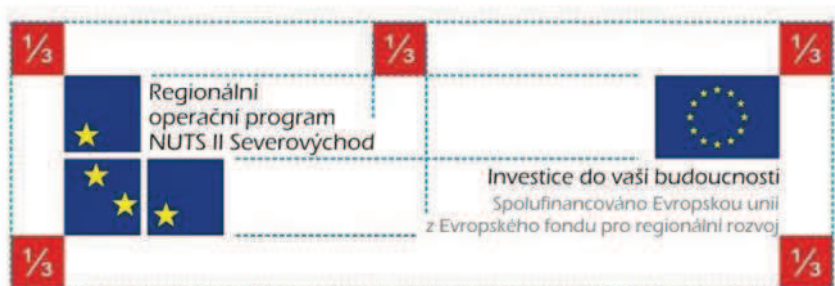 ⅓ ⅓ ⅓
Regionální
operační program
NUTS II Severovýchod
Investice do vaší budoucnosti
Spolufinancováno Evropskou unií
z Evropského fondu pro regionální rozvoj
⅓ ⅓